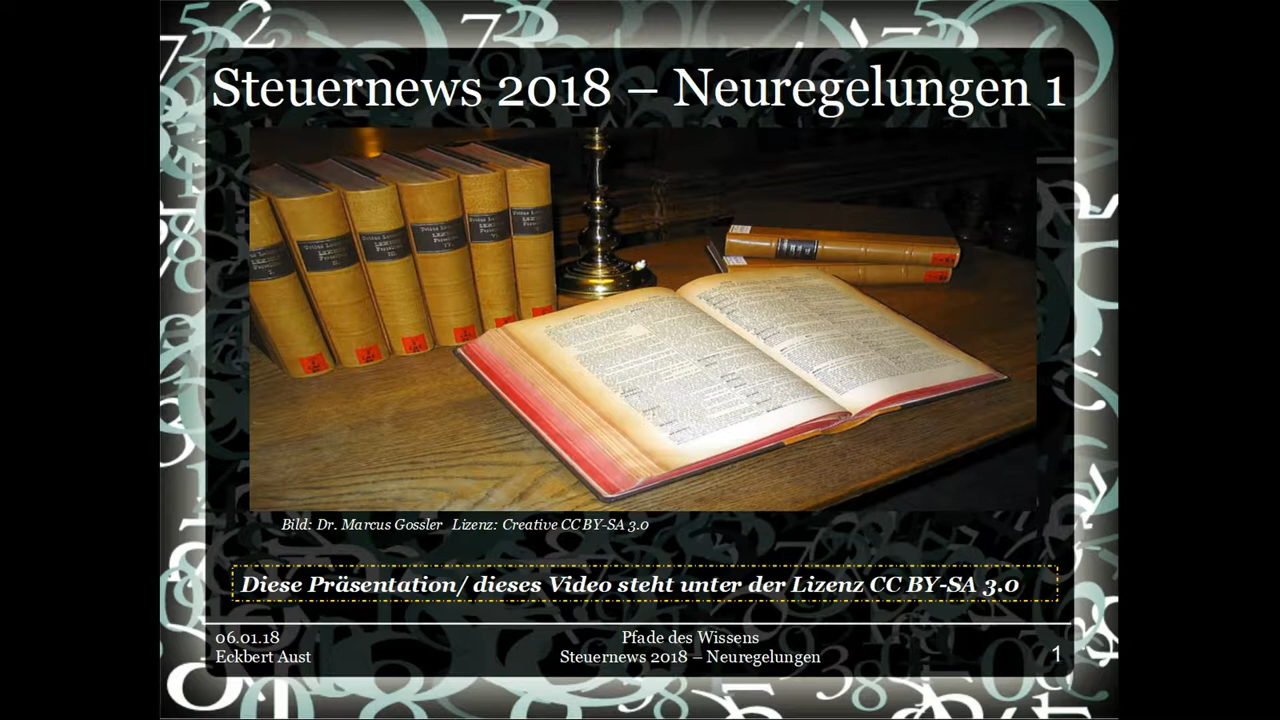 Steuernews 2018 – Neuregelungen 1
Bild: Dr. Marcus Gossler Lizenz: Creative CC BY-SA 3.0
Diese Präsentation/ dieses Video steht unter der Lizenz CC BY-SA 3.0
06.01.18
Eckbert Aust
Pfade des Wissens
Steuernews 2018 – Neuregelungen
1